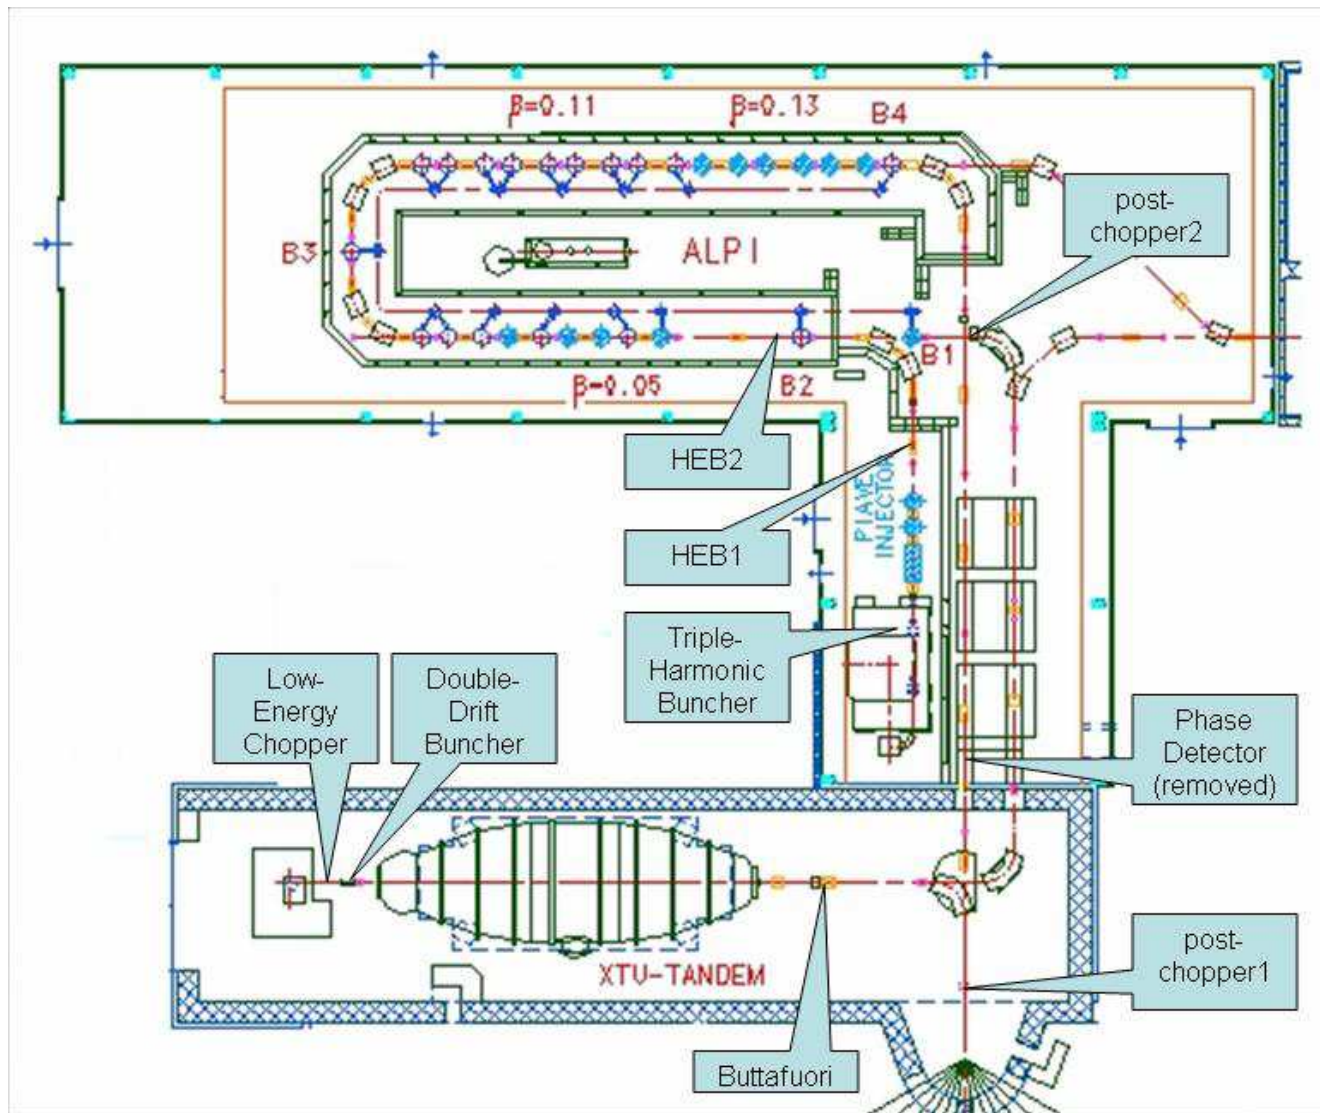 β=0.11
β=0.13
B4
post-
chopper2
B3
ALPI
B1
β=0.05
B2
HEB2
PIAVE
INJECTOR
HEB1
Triple-
Harmonic
Buncher
Low-
Energy
Chopper
Double-
Drift
Buncher
Phase
Detector
(removed)
XTU-TANDEM
post-
chopper1
Buttafuori